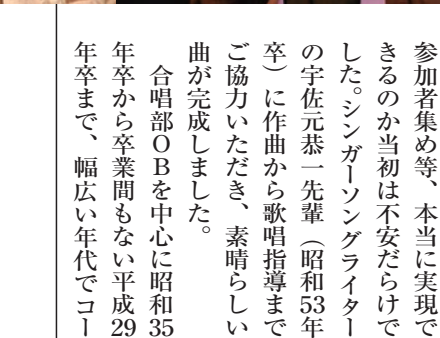 参加者集め等、本当に実現で
きるのか当初は不安だらけで
した。シンガーソングライター
の宇佐元恭一先輩（昭和53年
卒）に作曲から歌唱指導まで
ご協力いただき、素晴らしい
曲が完成しました。
　合唱部ＯＢを中心に昭和35
年卒から卒業間もない平成29
年卒まで、幅広い年代でコー